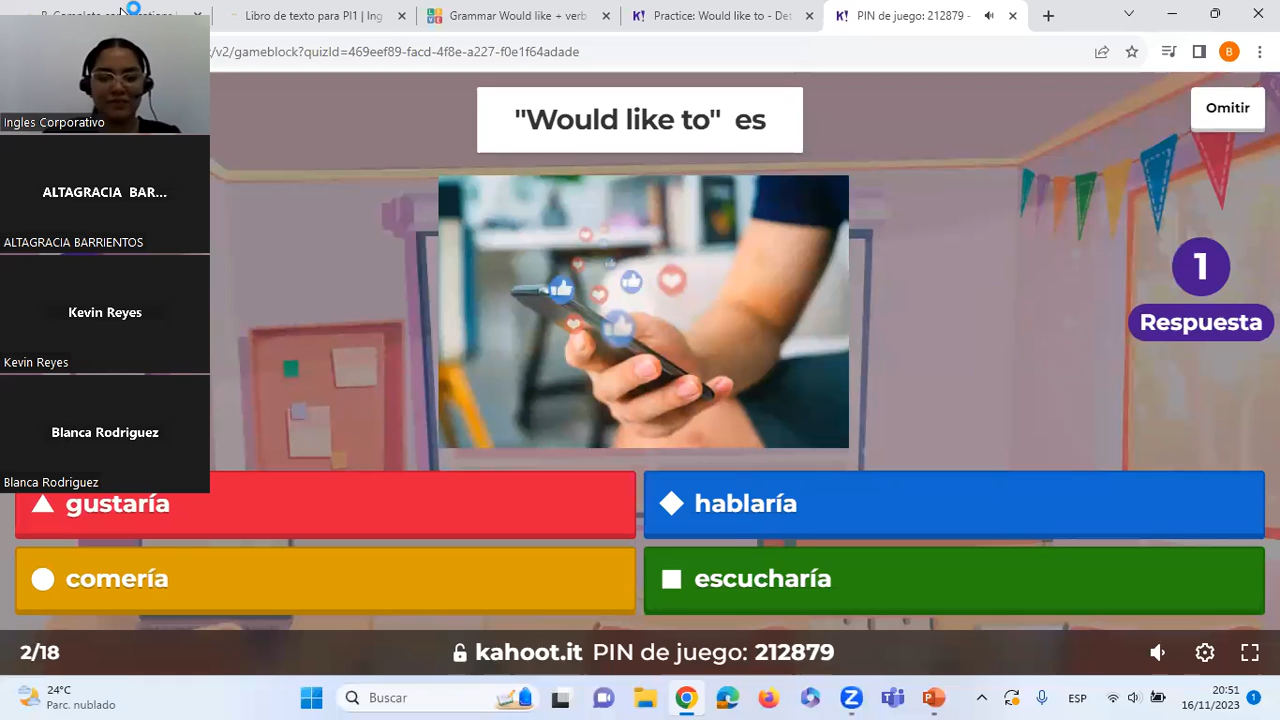 Libro de texto para PI1 | Ing
Grammar Would like + verb
Practice: Would like to - Det
PIN de juego: 212879 -
/v2/gameblock?quizId=469eef89-facd-4f8e-a227-f0e1f64adade
B
Ingles Corporativo
"Would like to" es
Omitir
ALTAGRACIA BAR...
ALTAGRACIA BARRIENTOS
1
Respuesta
Kevin Reyes
Kevin Reyes
Blanca Rodriguez
Blanca Rodriguez
gustaría
hablaría
comería
escucharía
2/18
kahoot.it PIN de juego: 212879
24°C
Parc. nublado
Buscar
ESP
20:51
16/11/2023
1